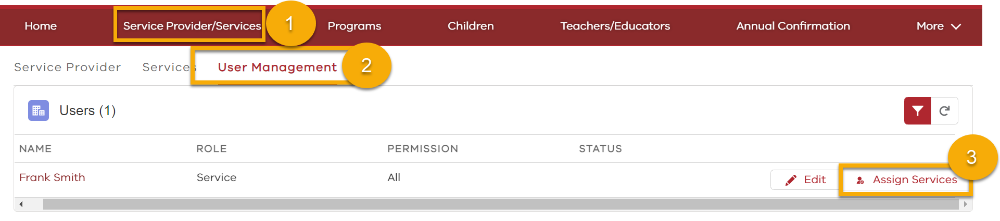 Home Service Provider/Services 1 Programs Children Teachers/Educators Annual Confirmation More
Service Provider Services User Management 2
Users (1)
NAME ROLE PERMISSION STATUS
3
Frank Smith Service All Edit Assign Services